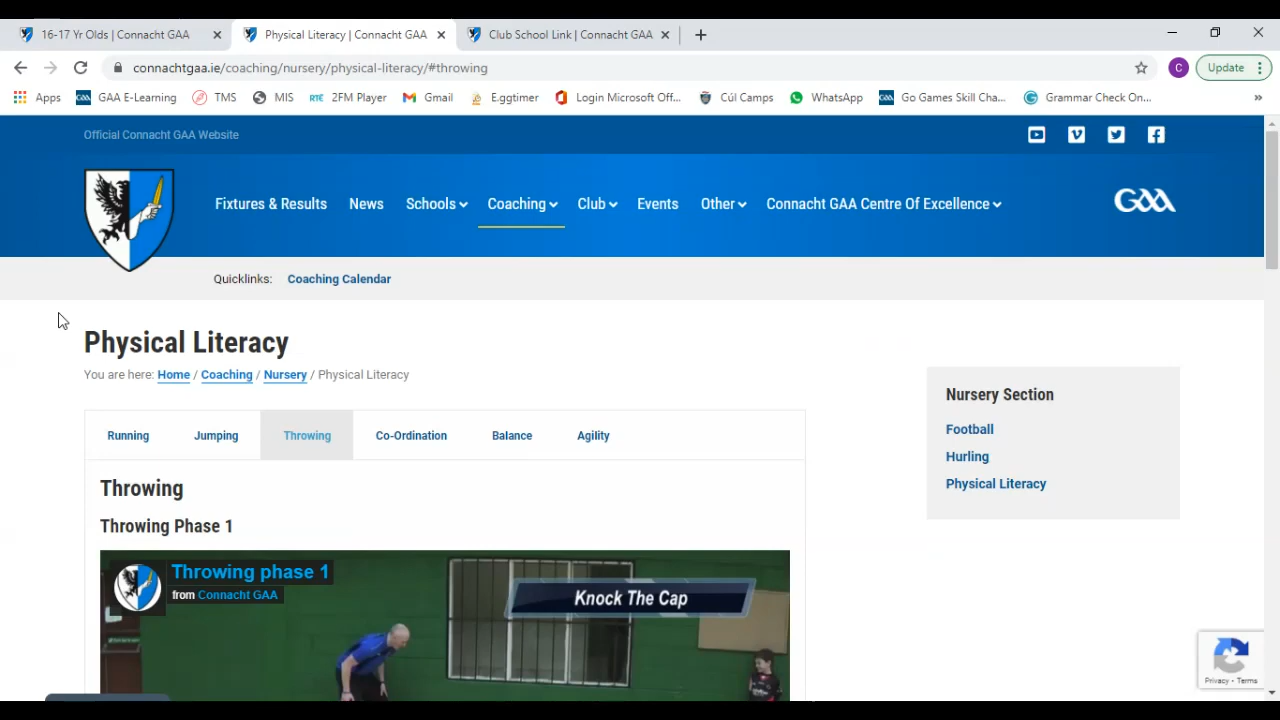 16-17 Yr Olds | Connacht GAA
Physical Literacy | Connacht GAA
Club School Link | Connacht GAA
connachtgaa.ie/coaching/nursery/physical-literacy/#throwing
C
Update
Apps
GAA E-Learning
TMS
MIS
2FM Player
Gmail
E.ggtimer
Login Microsoft Off...
Cúl Camps
WhatsApp
Go Games Skill Cha...
Grammar Check On...
»
Official Connacht GAA Website
Fixtures & Results
News
Schools
Coaching
Club
Events
Other
Connacht GAA Centre Of Excellence
GAA
Quicklinks:
Coaching Calendar
Physical Literacy
You are here: Home / Coaching / Nursery / Physical Literacy
Nursery Section
Football
Hurling
Physical Literacy
Running
Jumping
Throwing
Co-Ordination
Balance
Agility
Throwing
Throwing Phase 1
Throwing phase 1
from Connacht GAA
Knock The Cap
Privacy - Terms